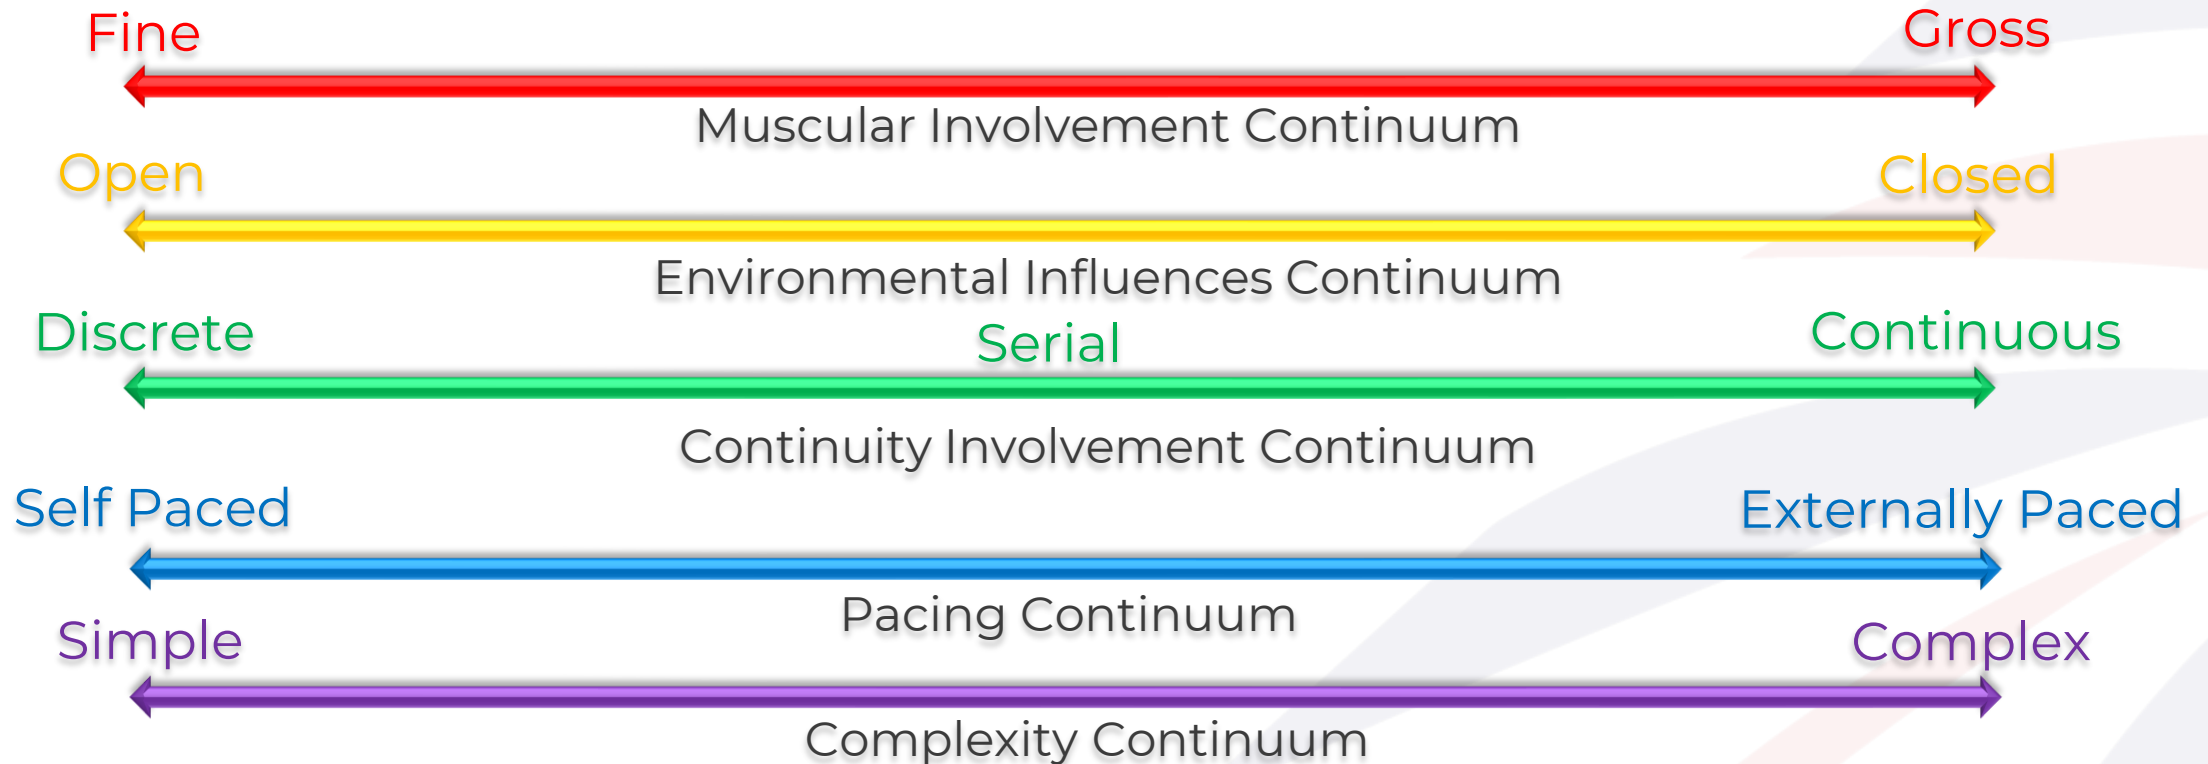 Fine Gross
Muscular Involvement Continuum
Open Closed
Environmental Influences Continuum
Discrete Serial Continuous
Continuity Involvement Continuum
Self Paced Externally Paced
Pacing Continuum
Simple Complex
Complexity Continuum